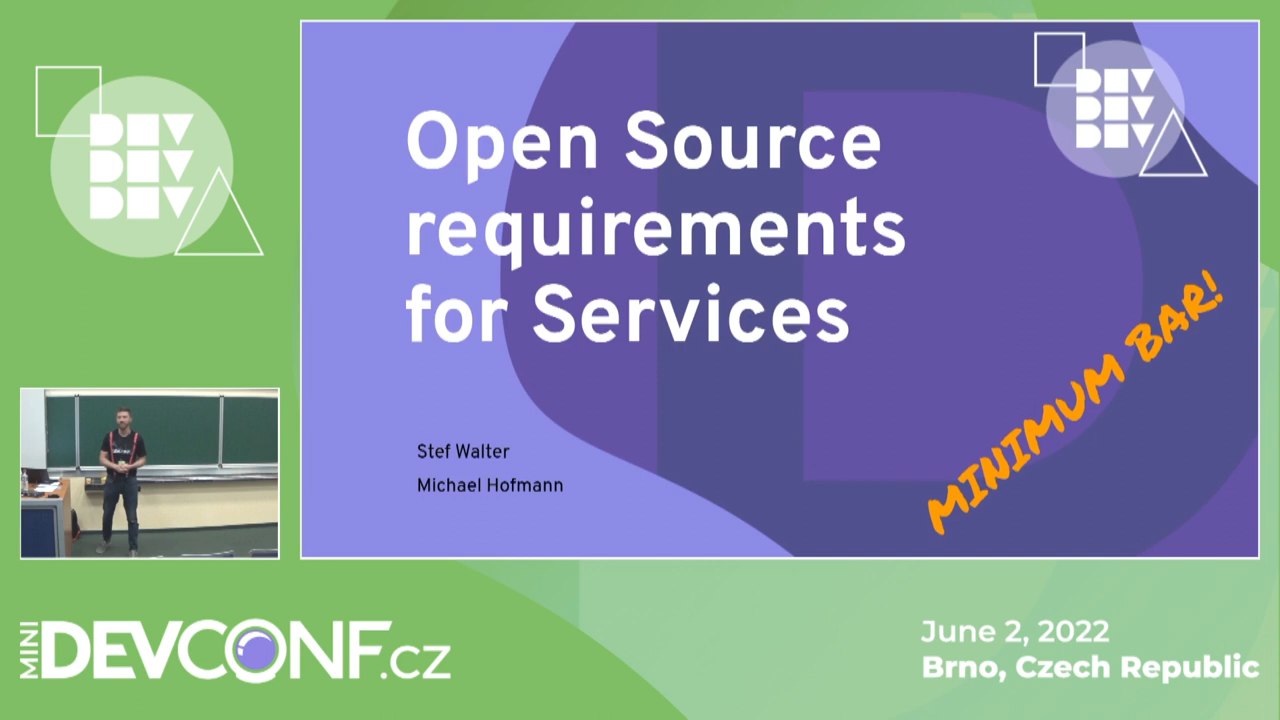 DEV
DEV
DEV
DEV
DEV
DEV
Open Source
requirements
for Services
MINIMUM BAR!
Stef Walter
Michael Hofmann
MINI DEVCONF.CZ
June 2, 2022
Brno, Czech Republic